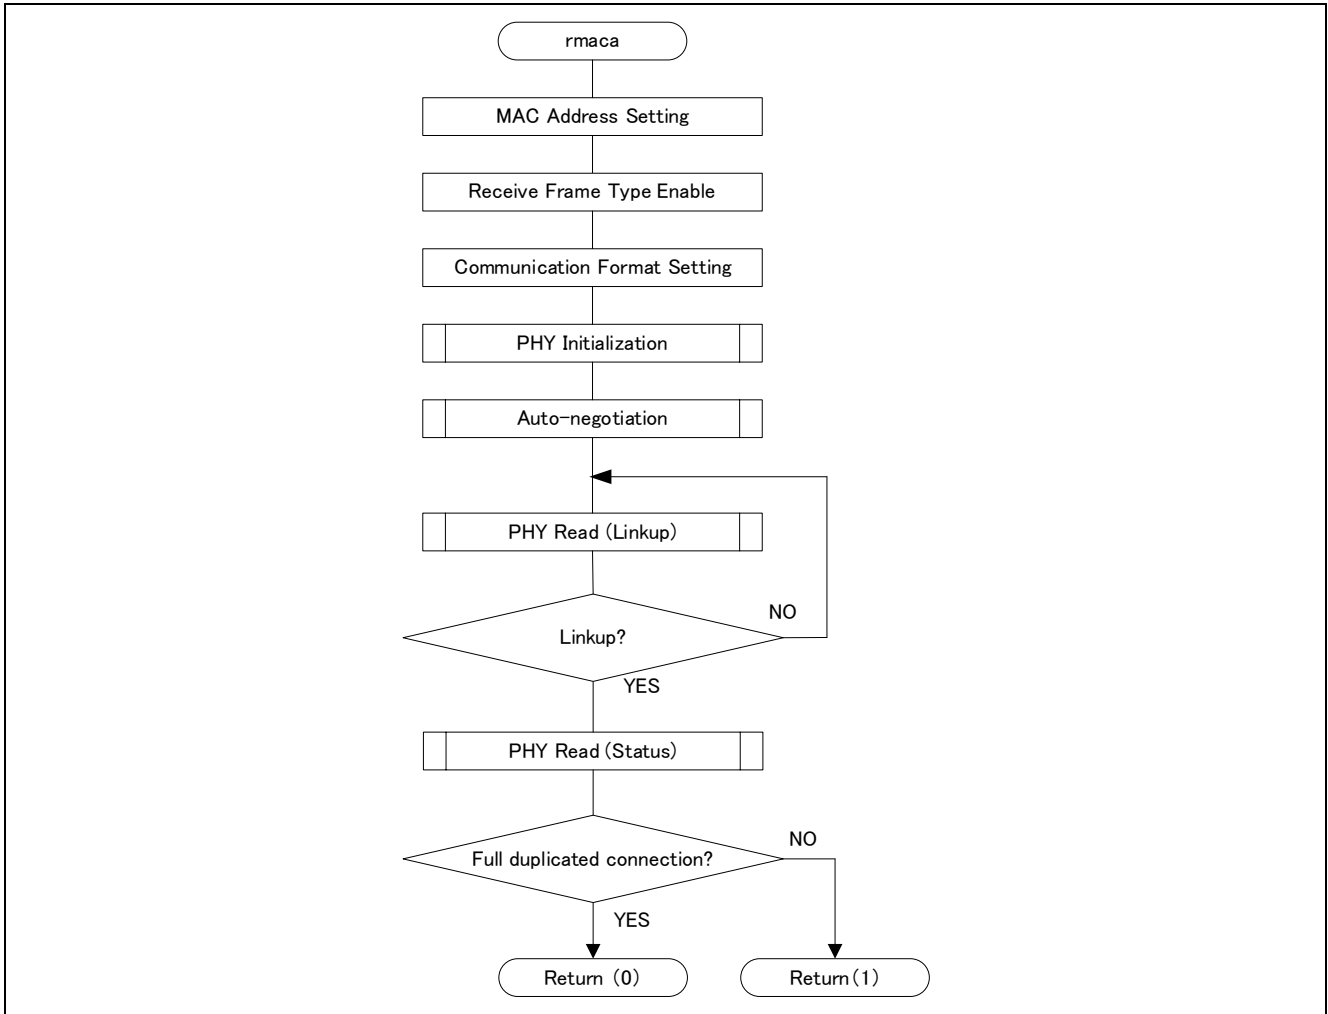 rmaca
MAC Address Setting
Receive Frame Type Enable
Communication Format Setting
PHY Initialization
Auto-negotiation
PHY Read (Linkup)
NO
Linkup?
YES
PHY Read (Status)
NO
Full duplicated connection?
YES
Return (0)
Return(1)